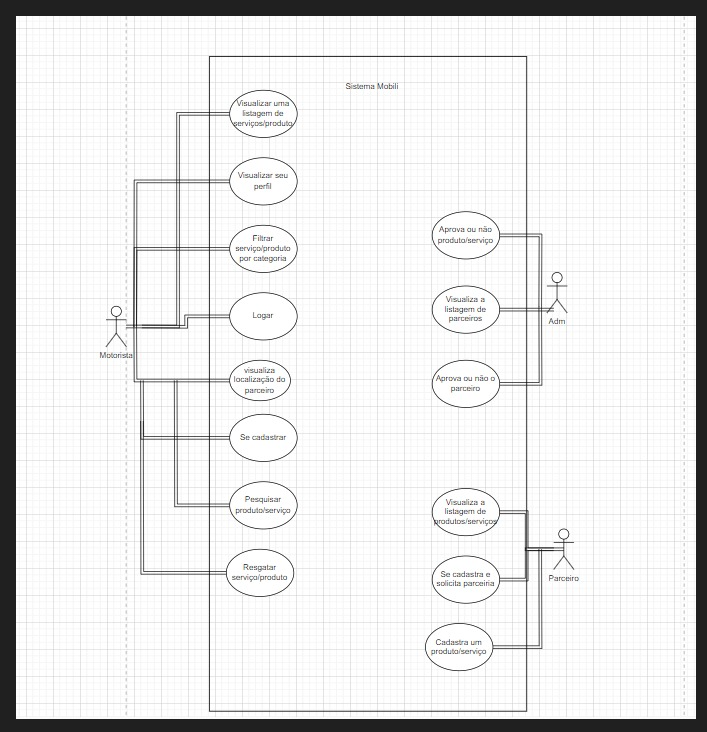 Sistema Mobili
Visualizar uma
listagem de
serviços/produto
Visualizar seu
perfil
Filtrar
serviço/produto
por categoria
Logar
visualiza
localização do
parceiro
Se cadastrar
Pesquisar
produto/serviço
Resgatar
serviço/produto
Motorista
Aprova ou não
produto/serviço
Visualiza a
listagem de
parceiros
Aprova ou não o
parceiro
Adm
Visualiza a
listagem de
produtos/serviços
Se cadastra e
solicita parceiria
Cadastra um
produto/serviço
Parceiro